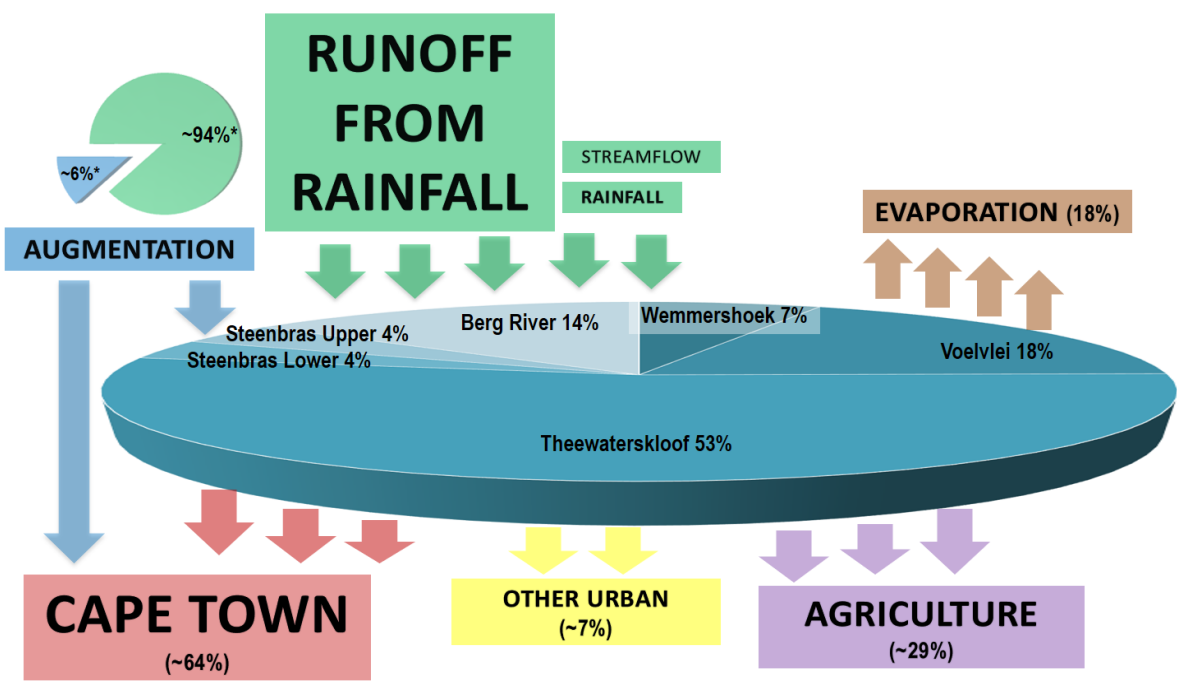 RUNOFF
FROM
RAINFALL
~94%*
~6%*
STREAMFLOW
RAINFALL
AUGMENTATION
EVAPORATION (18%)
Wemmershoek 7%
Berg River 14%
Steenbras Upper 4%
Steenbras Lower 4%
Voelvlei 18%
Theewaterskloof 53%
CAPE TOWN
(~64%)
OTHER URBAN
(~7%)
AGRICULTURE
(~29%)